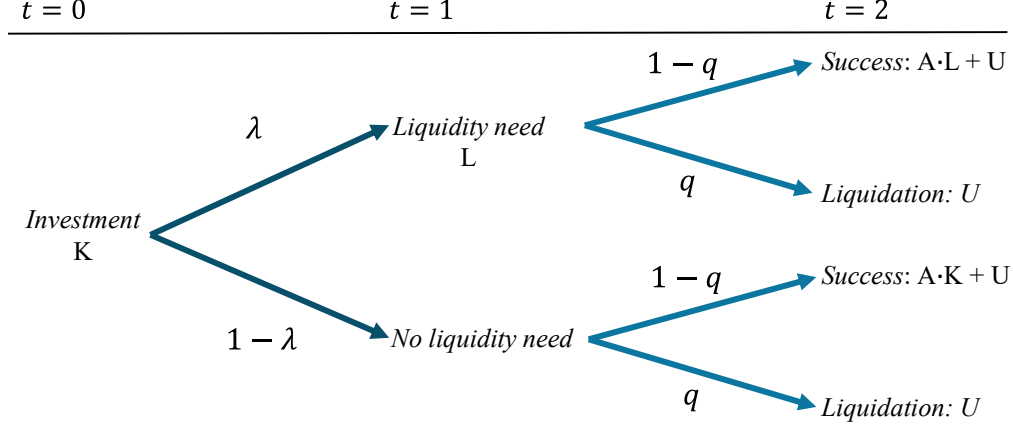 t = 0 t = 1 t = 2
1 − q
Success: A·L + U
λ
Liquidity need
L
q
Liquidation: U
Investment
K
1 − q
Success: A·K + U
1 − λ
No liquidity need
q
Liquidation: U